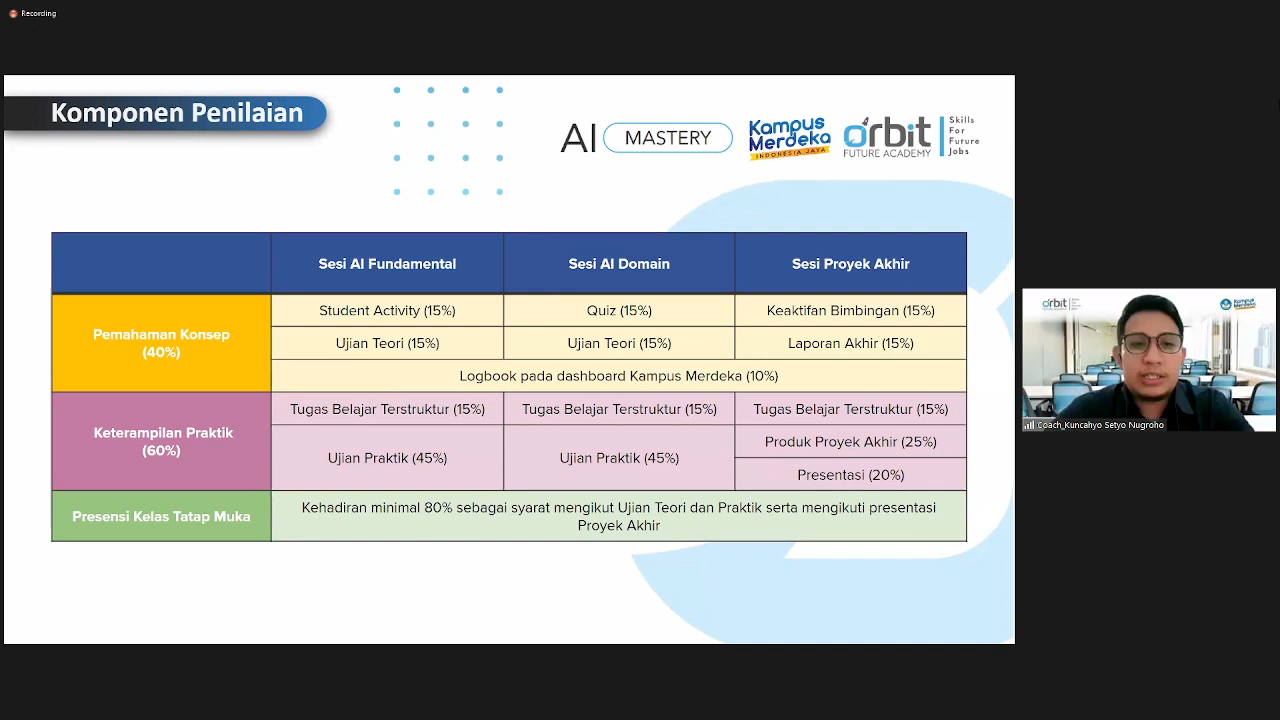 Recording
Komponen Penilaian
AI MASTERY
Kampus
Merdeka
INDONESIA JAYA
orbit
FUTURE ACADEMY
Skills
For
Future
Jobs
Sesi AI Fundamental
Sesi AI Domain
Sesi Proyek Akhir
Pemahaman Konsep
(40%)
Student Activity (15%)
Quiz (15%)
Keaktifan Bimbingan (15%)
Ujian Teori (15%)
Ujian Teori (15%)
Laporan Akhir (15%)
Logbook pada dashboard Kampus Merdeka (10%)
Keterampilan Praktik
(60%)
Tugas Belajar Terstruktur (15%)
Tugas Belajar Terstruktur (15%)
Tugas Belajar Terstruktur (15%)
Ujian Praktik (45%)
Ujian Praktik (45%)
Produk Proyek Akhir (25%)
Presentasi (20%)
Presensi Kelas Tatap Muka
Kehadiran minimal 80% sebagai syarat mengikut Ujian Teori dan Praktik serta mengikuti presentasi
Proyek Akhir
orbit
Kampus
Merdeka
Coach_Kuncahyo Setyo Nugroho